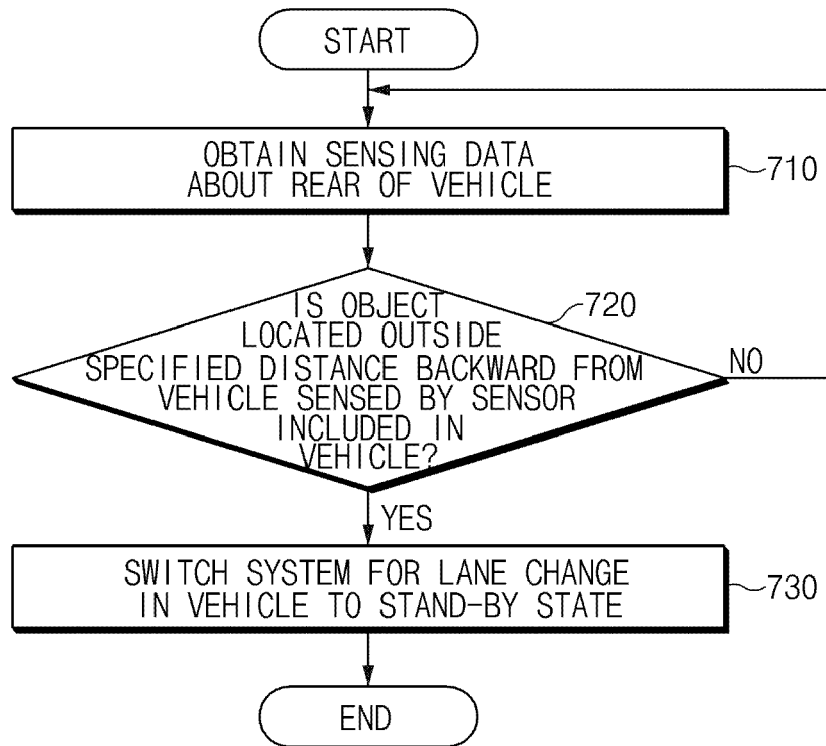 START
OBTAIN SENSING DATA
ABOUT REAR OF VEHICLE
710
IS OBJECT
LOCATED OUTSIDE
SPECIFIED DISTANCE BACKWARD FROM
VEHICLE SENSED BY SENSOR
INCLUDED IN
VEHICLE?
720
NO
YES
SWITCH SYSTEM FOR LANE CHANGE
IN VEHICLE TO STAND-BY STATE
730
END